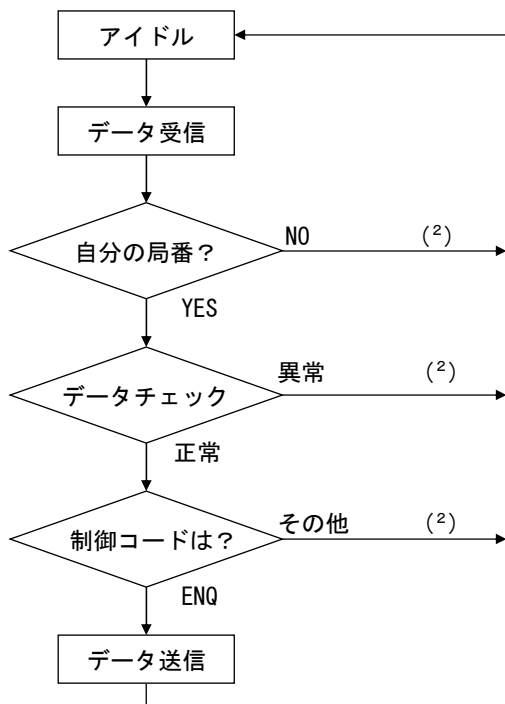 アイドル
データ受信
自分の局番？
NO (²)
YES
データチェック
異常 (²)
正常
制御コードは？
その他 (²)
ENQ
データ送信